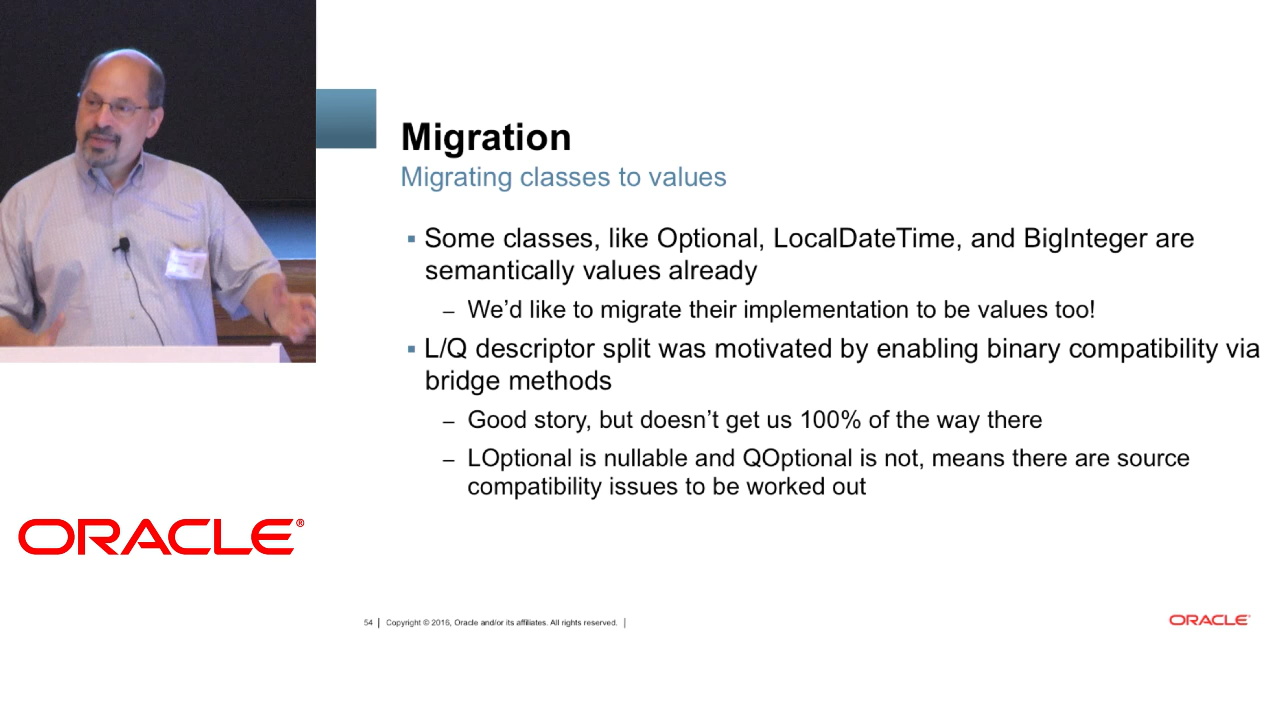 Migration
Migrating classes to values
▪ Some classes, like Optional, LocalDateTime, and BigInteger are
semantically values already
– We’d like to migrate their implementation to be values too!
▪ L/Q descriptor split was motivated by enabling binary compatibility via
bridge methods
– Good story, but doesn’t get us 100% of the way there
– LOptional is nullable and QOptional is not, means there are source
compatibility issues to be worked out
ORACLE®
54 | Copyright © 2016, Oracle and/or its affiliates. All rights reserved. |
ORACLE®